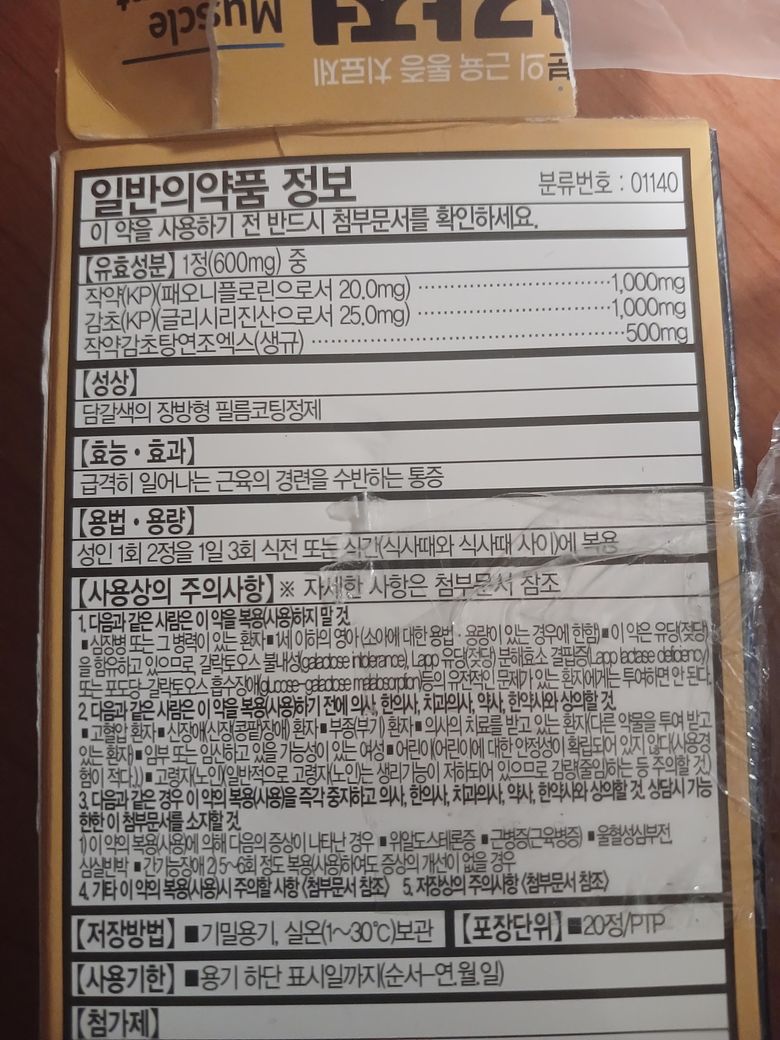 Muscle
의 근육 통증 치료제
일반의약품 정보
분류번호 : 01140
이 약을 사용하기 전 반드시 첨부문서를 확인하세요.
【유효성분】 1정(600mg) 중
작약(KP)(패오니플로린으로서 20.0mg) ·································· 1,000mg
감초(KP)(글리시리진산으로서 25.0mg) ·································· 1,000mg
작약감초탕연조엑스(생규) ·················································· 500mg
【성상】
담갈색의 장방형 필름코팅정제
【효능·효과】
급격히 일어나는 근육의 경련을 수반하는 통증
【용법·용량】
성인 1회 2정을 1일 3회 식전 또는 식간(식사때와 식사때 사이)에 복용
【사용상의 주의사항】 ※ 자세한 사항은 첨부문서 참조
1. 다음과 같은 사람은 이 약을 복용(사용)하지 말 것.
■심장병 또는 그 병력이 있는 환자 ■1세 이하의 영아(소아에 대한 용법·용량이 있는 경우에 한함) ■이 약은 유당(젖당)
을 함유하고 있으므로, 갈락토오스 불내성(galactose intolerance), Lapp 유당(젖당) 분해효소 결핍증(Lapp lactase deficiency)
또는 포도당-갈락토오스 흡수장애(glucose-galactose malabsorption)등의 유전적인 문제가 있는 환자에게는 투여하면 안 된다.
2. 다음과 같은 사람은 이 약을 복용(사용)하기 전에 의사, 한의사, 치과의사, 약사, 한약사와 상의할 것.
■고혈압 환자 ■신장애(신장(콩팥)장애) 환자 ■부종(부기) 환자 ■의사의 치료를 받고 있는 환자(다른 약물을 투여 받고
있는 환자) ■임부 또는 임신하고 있을 가능성이 있는 여성 ■어린이(어린이에 대한 안정성이 확립되어 있지 않다(사용경
험이 적다.)) ■고령자(노인)(일반적으로 고령자(노인)는 생리기능이 저하되어 있으므로 감량(줄임)하는 등 주의할 것.)
3. 다음과 같은 경우 이 약의 복용(사용)을 즉각 중지하고 의사, 한의사, 치과의사, 약사, 한약사와 상의할 것. 상담시 가능
한한 이 첨부문서를 소지할 것.
1) 이 약의 복용(사용)에 의해 다음의 증상이 나타난 경우 ■위알도스테론증 ■근병증(근육병증) ■울혈성심부전,
심실빈박 ■간기능장애 2) 5~6회 정도 복용(사용)하여도 증상의 개선이 없을 경우
4. 기타 이 약의 복용(사용)시 주의할 사항 〈첨부문서 참조〉 5. 저장상의 주의사항 〈첨부문서 참조〉
【저장방법】 ■기밀용기, 실온(1~30℃)보관
【포장단위】 ■20정/PTP
【사용기한】 ■용기 하단 표시일까지(순서-연.월.일)
【첨가제】